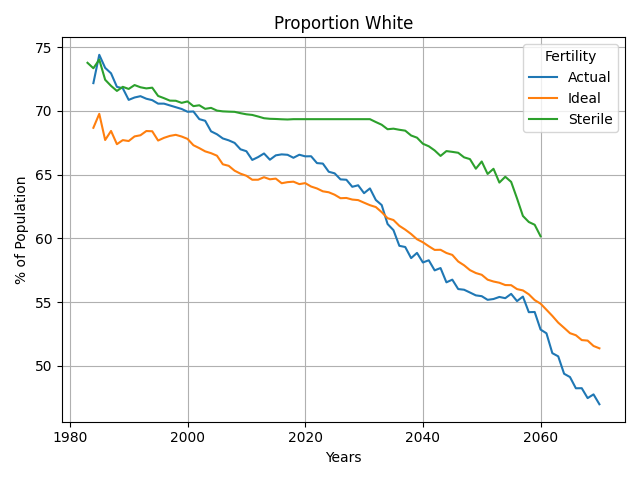 Proportion White
% of Population
75
70
65
60
55
50
Fertility
Actual
Ideal
Sterile
1980
2000
2020
2040
2060
Years